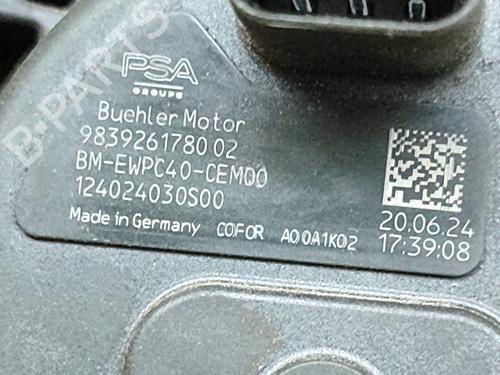 PSA
GROUPE
Buehler Motor
9839261780 02
BM-EWPC40-CEM00
124024030S00
Made in Germany COFOR A00A1K02
20.06.24
17:39:08
B-PARTS